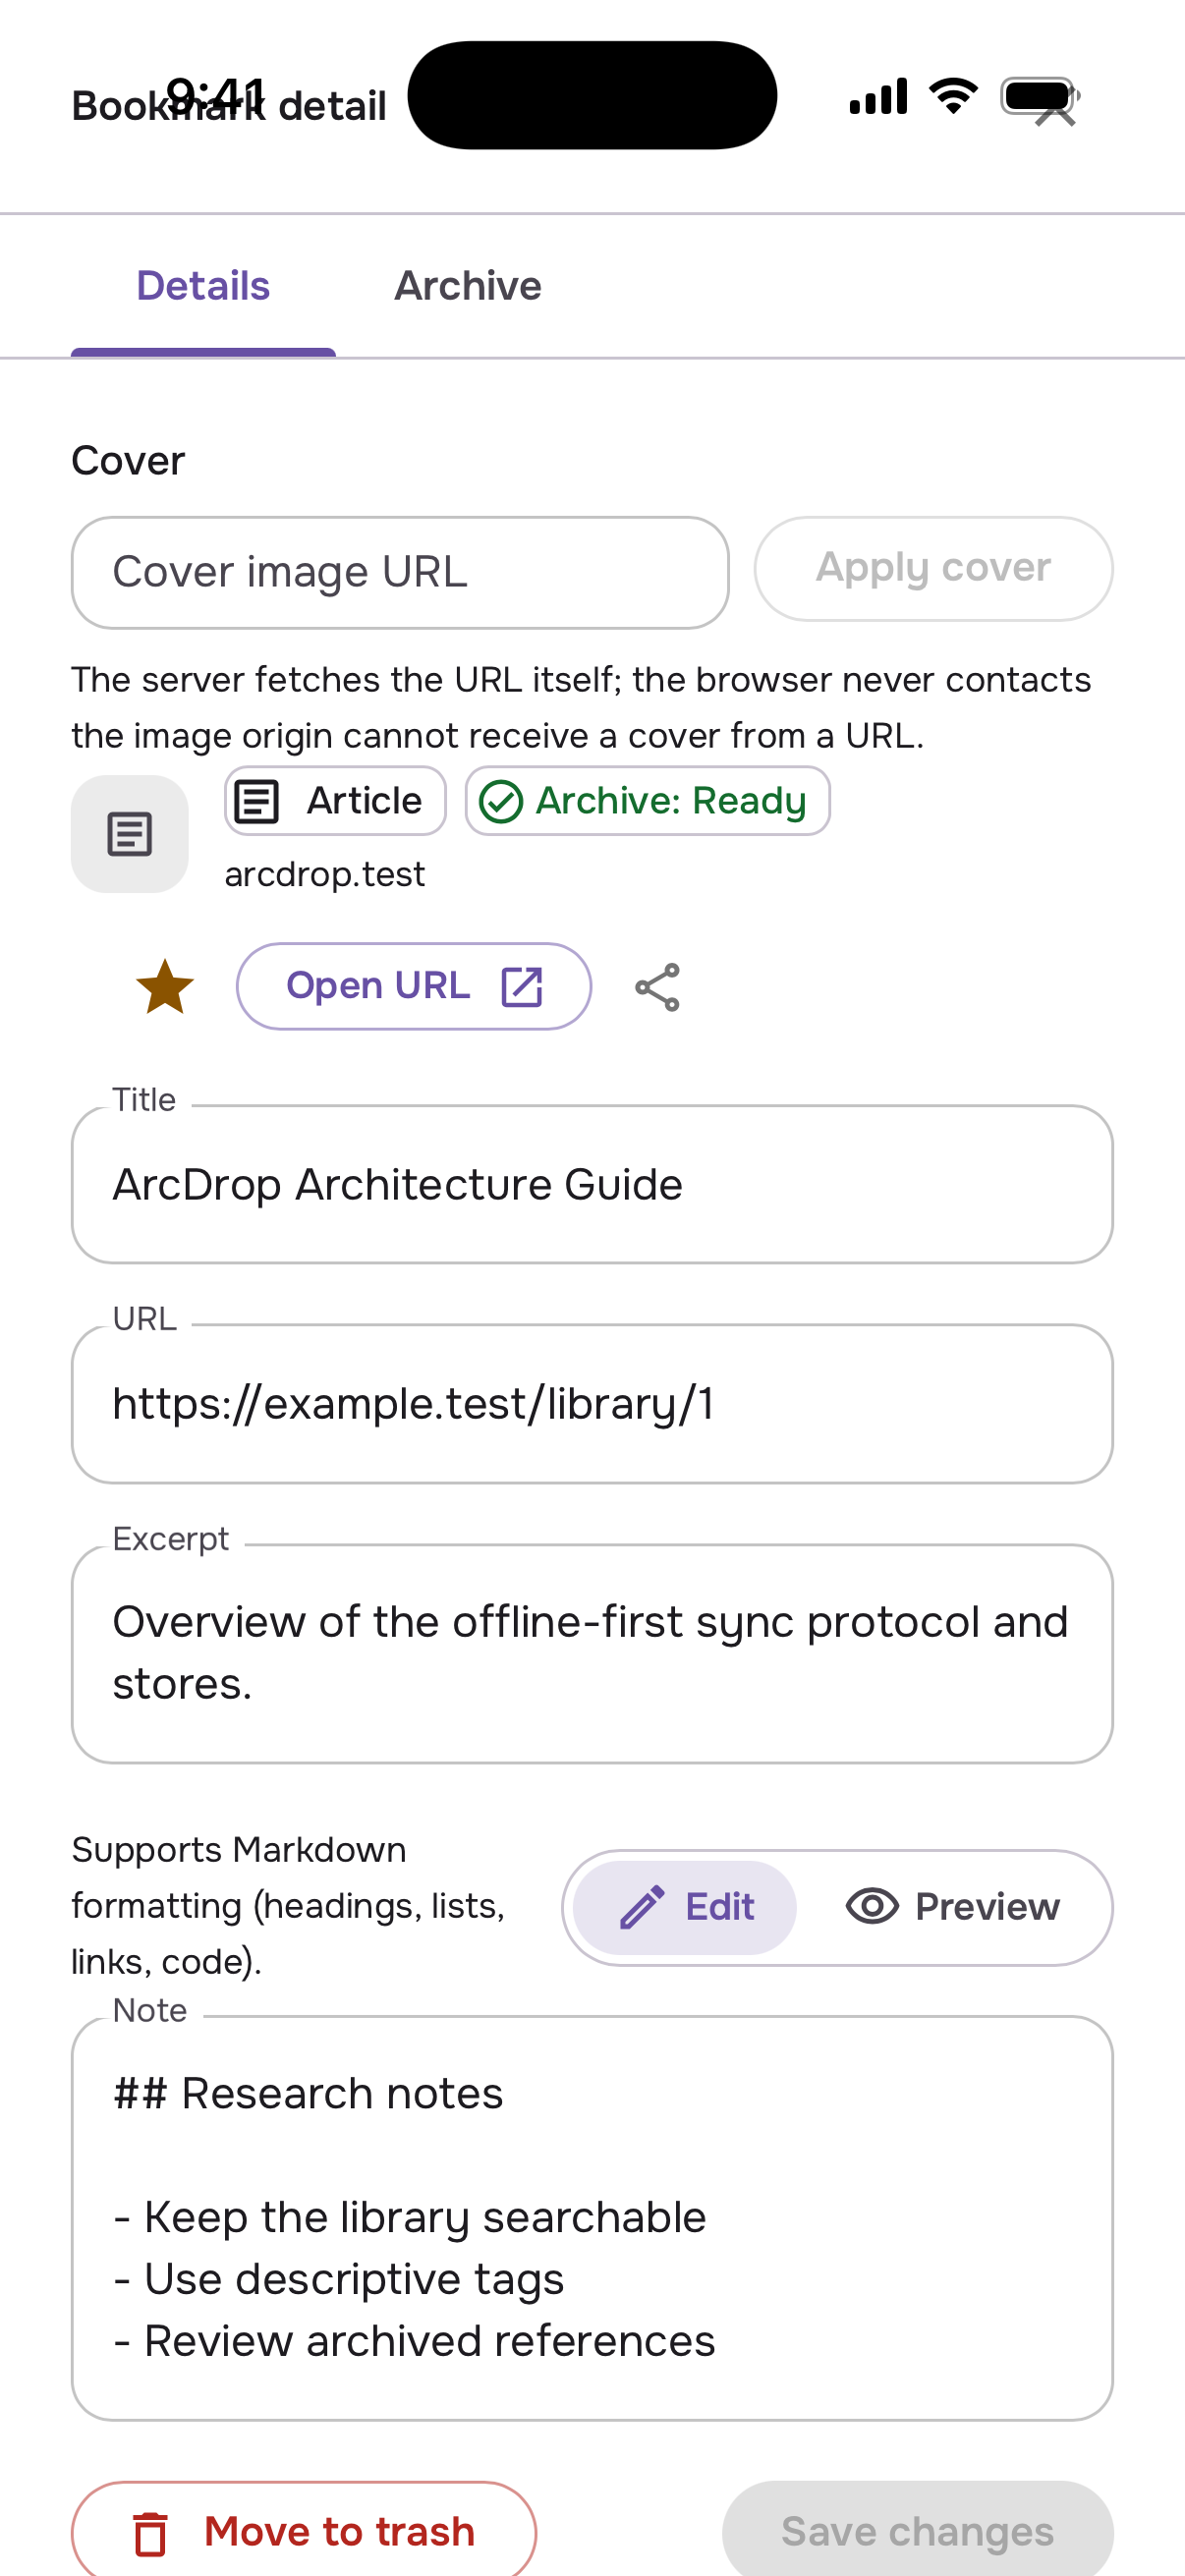 9:41
Bookmark detail
Details
Archive
Cover
Cover image URL
Apply cover
The server fetches the URL itself; the browser never contacts
the image origin cannot receive a cover from a URL.
Article
Archive: Ready
arcdrop.test
Open URL
Title
ArcDrop Architecture Guide
URL
https://example.test/library/1
Excerpt
Overview of the offline-first sync protocol and
stores.
Supports Markdown
formatting (headings, lists,
links, code).
Edit
Preview
Note
## Research notes
- Keep the library searchable
- Use descriptive tags
- Review archived references
Move to trash
Save changes